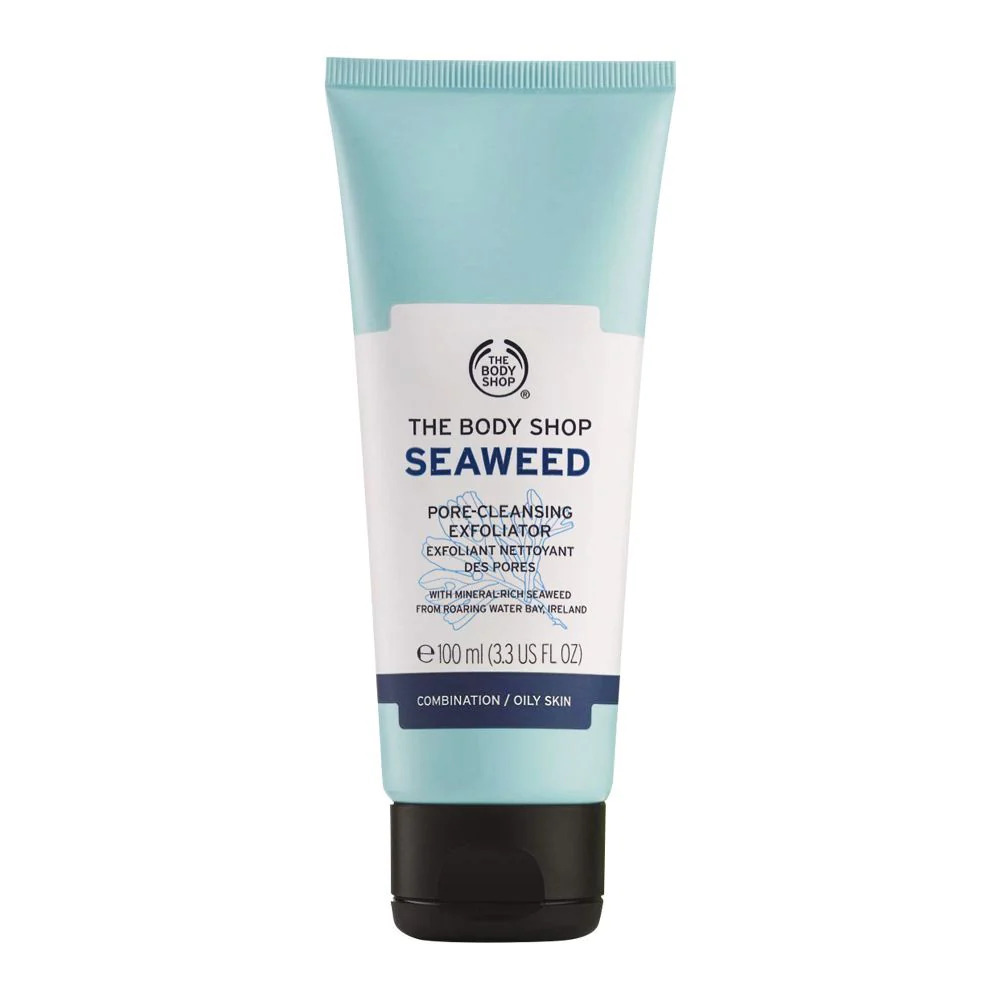 THE
BODY
SHOP
®
THE BODY SHOP
SEAWEED
PORE-CLEANSING
EXFOLIATOR
EXFOLIANT NETTOYANT
DES PORES
WITH MINERAL-RICH SEAWEED
FROM ROARING WATER BAY, IRELAND
℮100 ml (3.3 US FL OZ)
COMBINATION / OILY SKIN